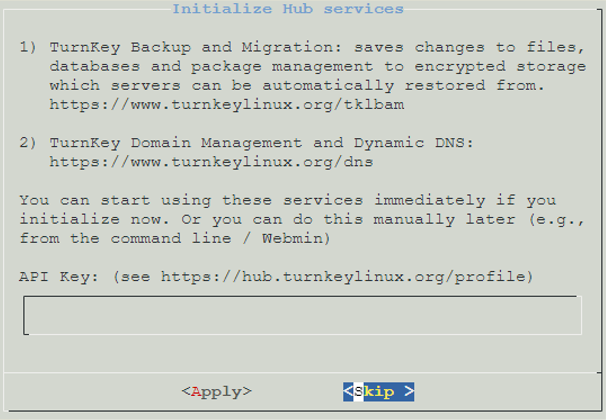 Initialize Hub services
1) TurnKey Backup and Migration: saves changes to files,
databases and package management to encrypted storage
which servers can be automatically restored from.
https://www.turnkeylinux.org/tklbam
2) TurnKey Domain Management and Dynamic DNS:
https://www.turnkeylinux.org/dns
You can start using these services immediately if you
initialize now. Or you can do this manually later (e.g.,
from the command line / Webmin)
API Key: (see https://hub.turnkeylinux.org/profile)
<Apply> <Skip >